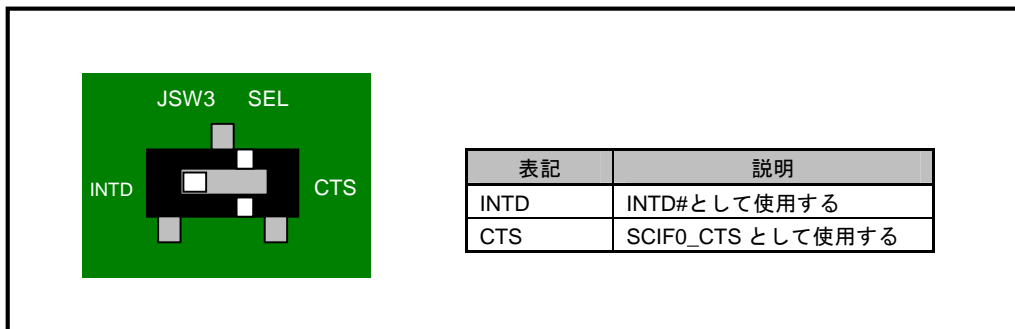 JSW3 SEL
INTD
CTS
表記 説明
INTD INTD#として使用する
CTS SCIF0_CTS として使用する